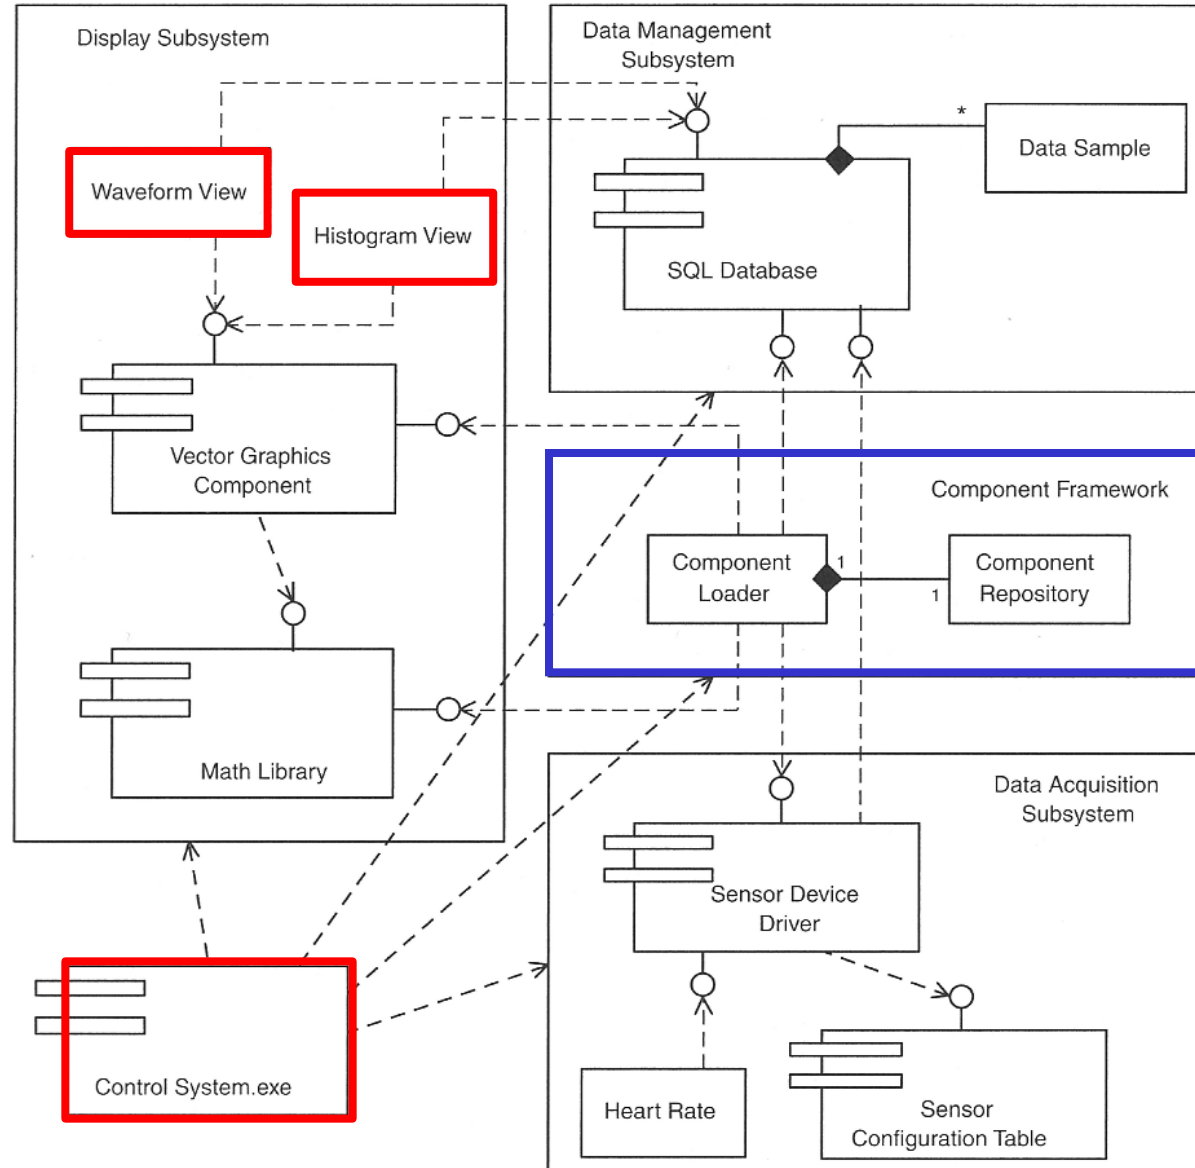 Display Subsystem
Data Management
Subsystem
*
Data Sample
Waveform View
Histogram View
SQL Database
Vector Graphics
Component
Component Framework
Component
Loader
1
1
Component
Repository
Math Library
Data Acquisition
Subsystem
Sensor Device
Driver
Control System.exe
Heart Rate
Sensor
Configuration Table